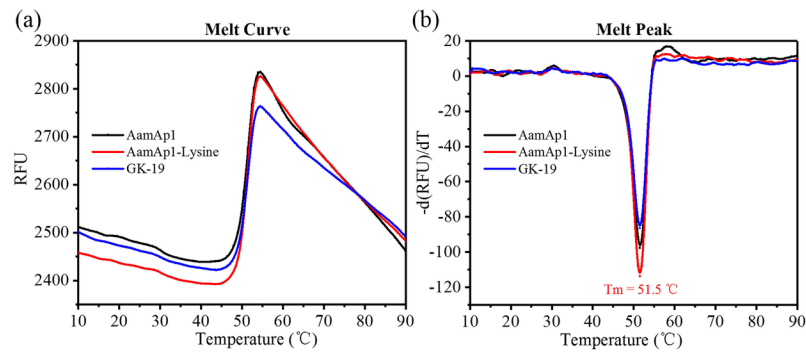 (a)
Melt Curve
2900
2800
2700
2600
2500
2400
RFU
AamAp1
AamAp1-Lysine
GK-19
10 20 30 40 50 60 70 80 90
Temperature (℃)
(b)
Melt Peak
20
0
-20
-40
-60
-80
-100
-120
-d(RFU)/dT
AamAp1
AamAp1-Lysine
GK-19
Tm = 51.5 ℃
10 20 30 40 50 60 70 80 90
Temperature (℃)